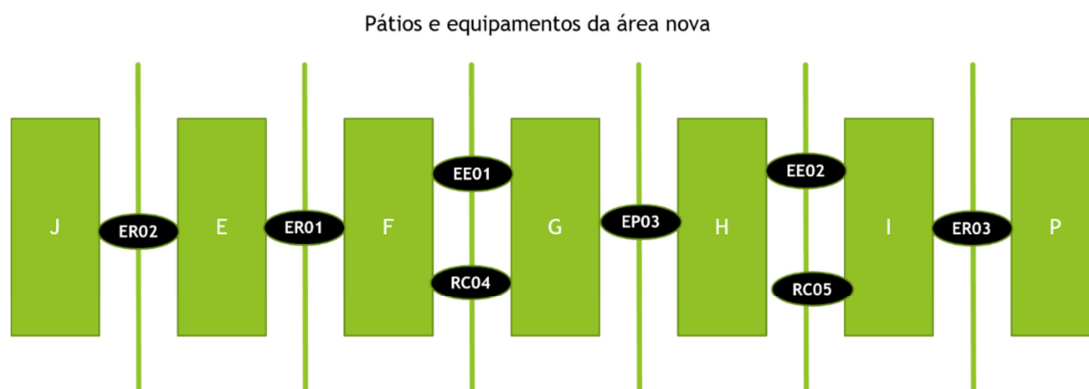 Pátios e equipamentos da área nova
EE01
EE02
J
ER02
E
ER01
F
G
EP03
H
I
ER03
P
RC04
RC05